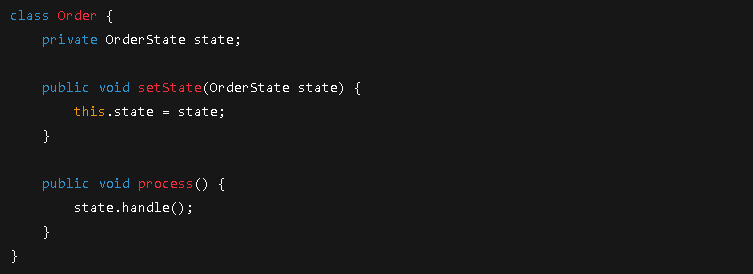 class Order {
    private OrderState state;

    public void setState(OrderState state) {
        this.state = state;
    }

    public void process() {
        state.handle();
    }
}